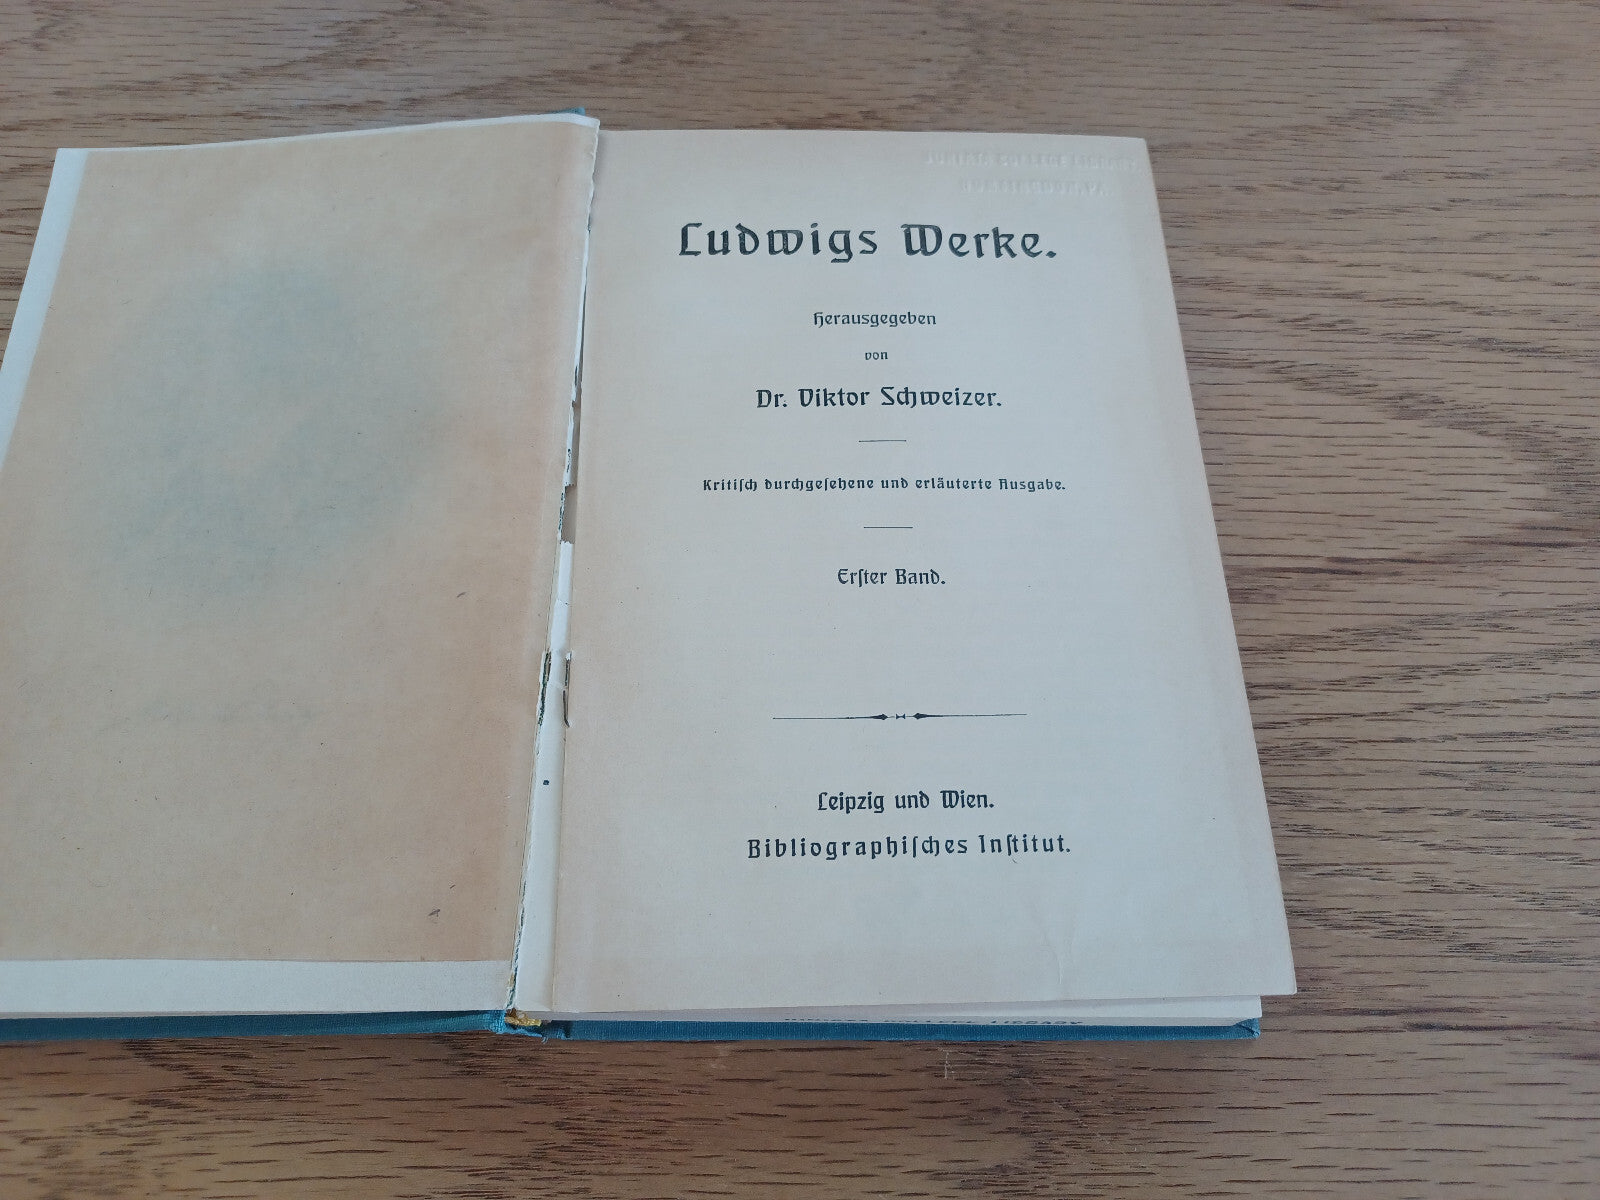 Ludwigs Werke.
Herausgegeben
von
Dr. Viktor Schweizer.
Kritiſch durchgeſehene und erläuterte Ausgabe.
Erſter Band.
Leipzig und Wien.
Bibliographiſches Inſtitut.